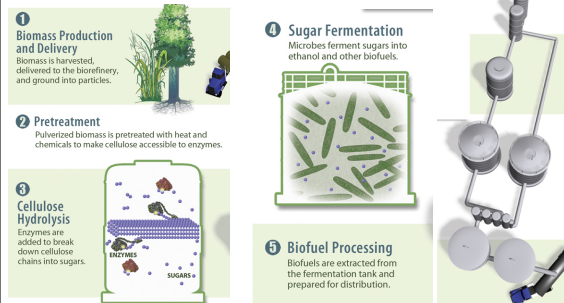 1
Biomass Production
and Delivery
Biomass is harvested,
delivered to the biorefinery,
and ground into particles.
2 Pretreatment
Pulverized biomass is pretreated with heat and
chemicals to make cellulose accessible to enzymes.
3
Cellulose
Hydrolysis
Enzymes are
added to break
down cellulose
chains into sugars.
ENZYMES
SUGARS
4 Sugar Fermentation
Microbes ferment sugars into
ethanol and other biofuels.
5 Biofuel Processing
Biofuels are extracted from
the fermentation tank and
prepared for distribution.